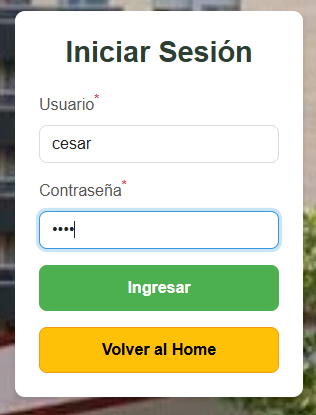 Iniciar Sesión
Usuario*
cesar
Contraseña*
••••
Ingresar
Volver al Home